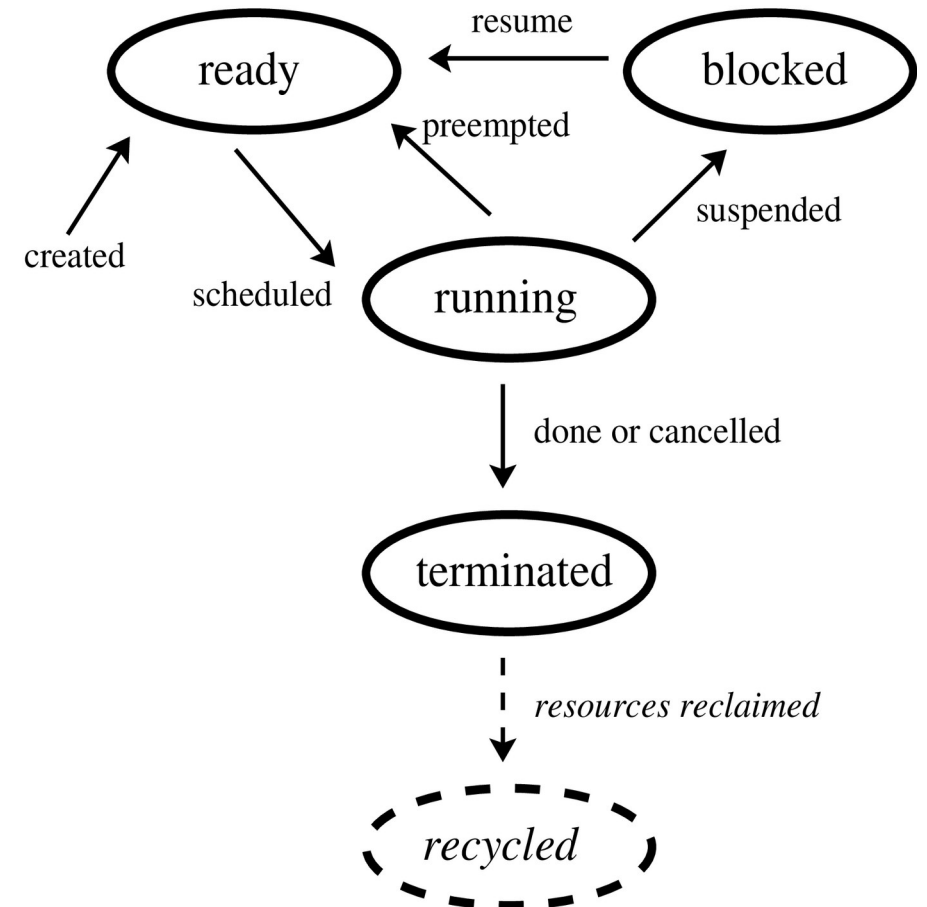 resume
ready
blocked
preempted
suspended
created
scheduled
running
done or cancelled
terminated
resources reclaimed
recycled